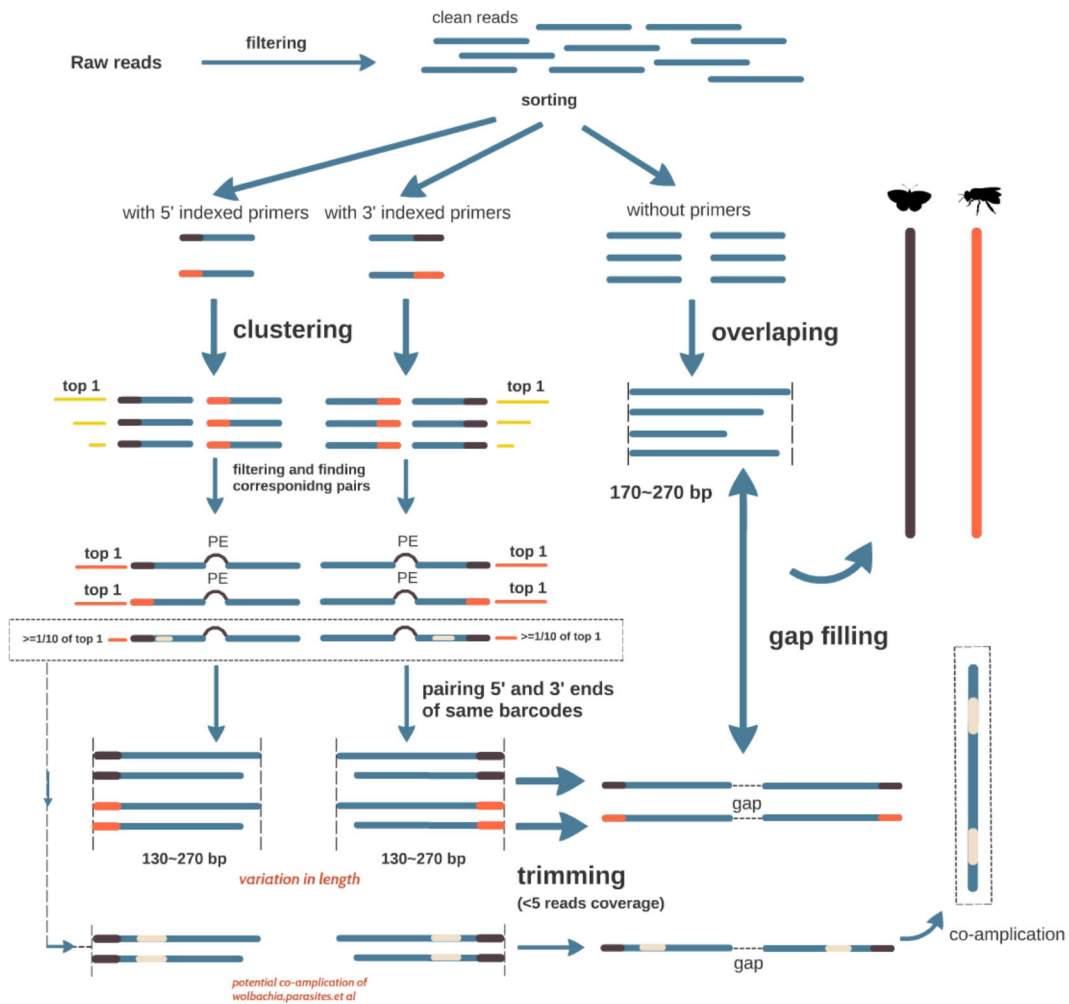 clean reads
filtering
Raw reads
sorting
with 5' indexed primers
with 3' indexed primers
without primers
clustering
overlaping
top 1
top 1
filtering and finding
corresponidng pairs
170~270 bp
PE
PE
top 1
top 1
PE
PE
top 1
top 1
>=1/10 of top 1
>=1/10 of top 1
gap filling
pairing 5' and 3' ends
of same barcodes
gap
130~270 bp
130~270 bp
variation in length
trimming
(<5 reads coverage)
co-amplication
gap
potential co-amplication of
wolbachia,parasites.et al